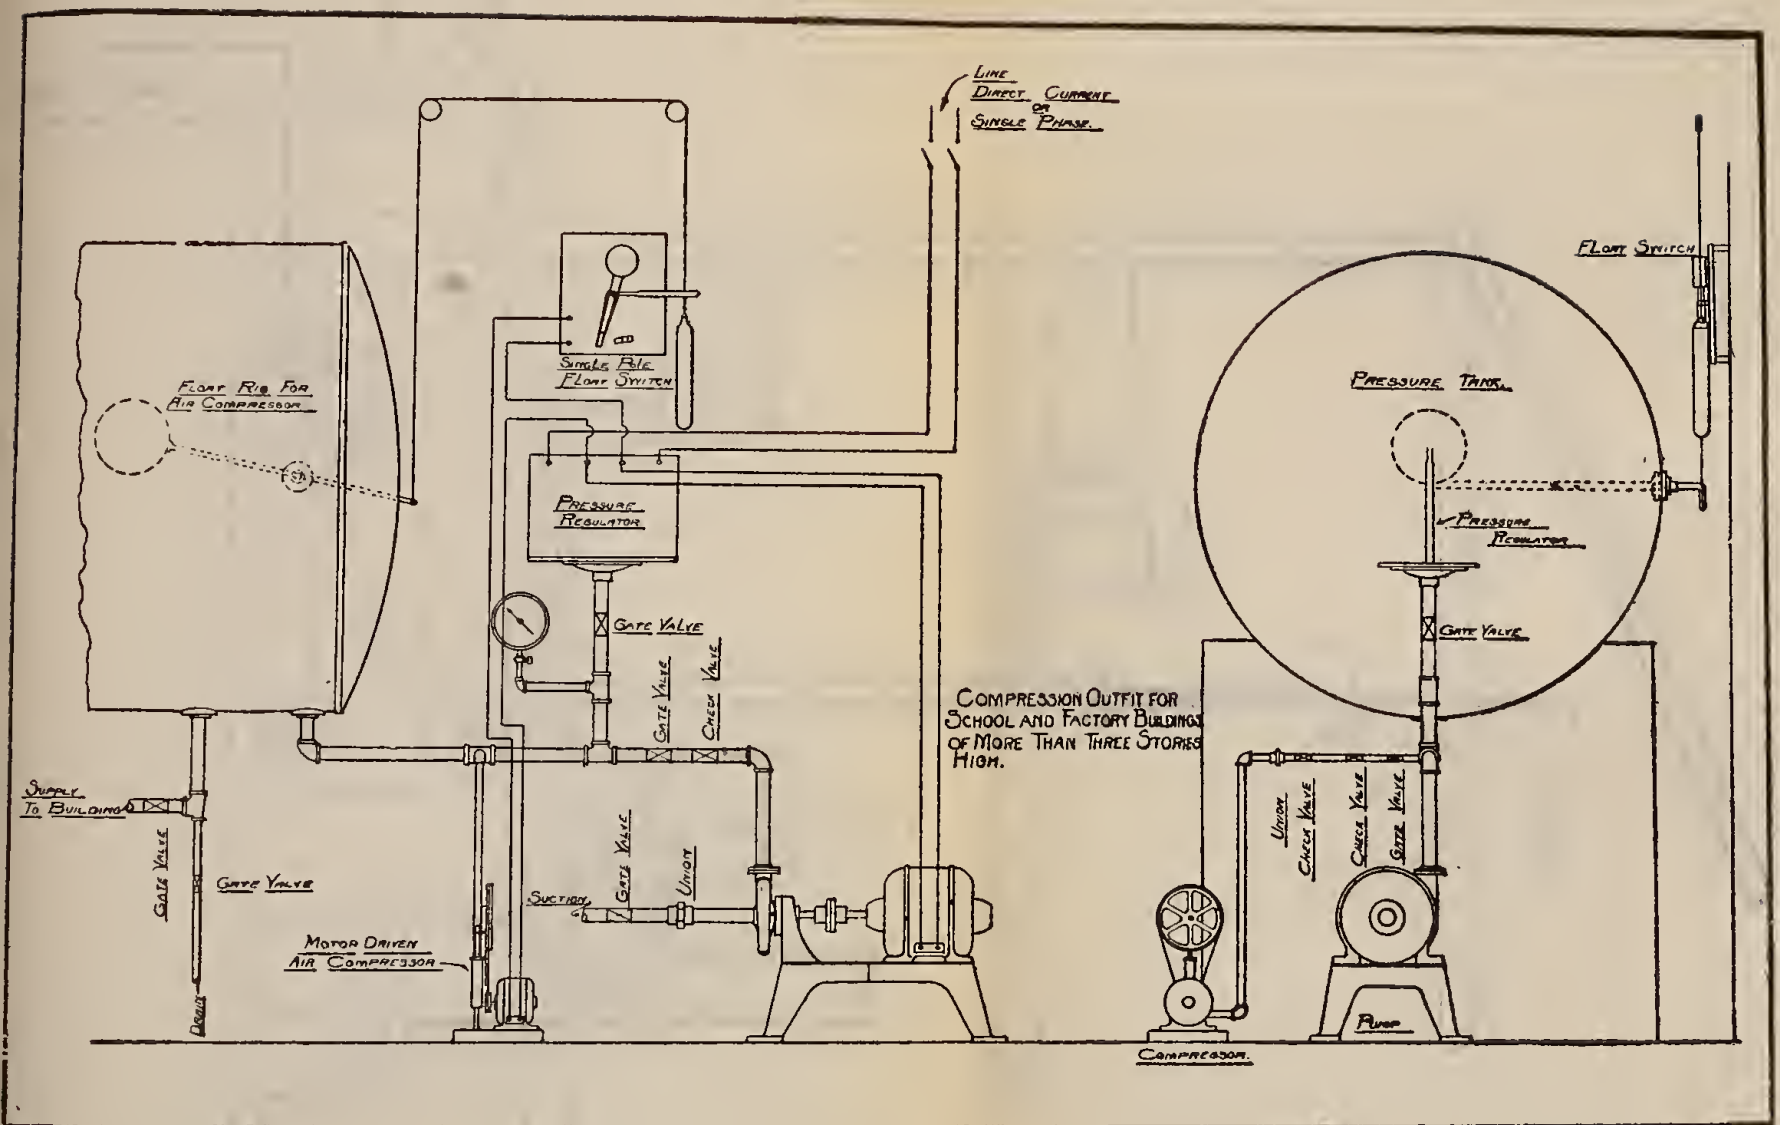 LINE
DIRECT CURRENT
OR
SINGLE PHASE.
FLOAT SWITCH
SINGLE POLE
FLOAT SWITCH
FLOAT RIG FOR
AIR COMPRESSOR
PRESSURE TANK.
PRESSURE
REGULATOR
PRESSURE
REGULATOR
GATE VALVE
GATE VALVE
GATE VALVE
CHECK VALVE
COMPRESSION OUTFIT FOR
SCHOOL AND FACTORY BUILDINGS
OF MORE THAN THREE STORIES
HIGH.
SUPPLY
TO BUILDING
GATE VALVE
GATE VALVE
SUCTION
GATE VALVE
UNION
UNION
CHECK VALVE
CHECK VALVE
GATE VALVE
MOTOR DRIVEN
AIR COMPRESSOR
DRAIN
PUMP
COMPRESSOR.